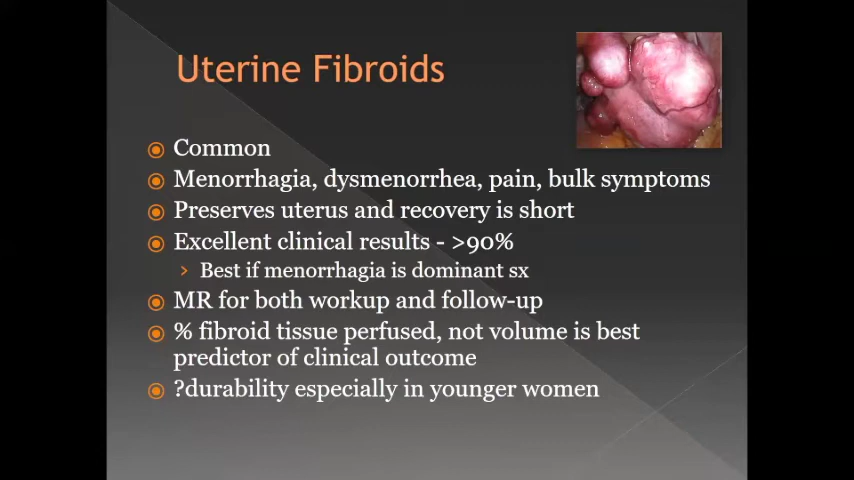 Uterine Fibroids
Common
Menorrhagia, dysmenorrhea, pain, bulk symptoms
Preserves uterus and recovery is short
Excellent clinical results - >90%
Best if menorrhagia is dominant sx
MR for both workup and follow-up
% fibroid tissue perfused, not volume is best
predictor of clinical outcome
?durability especially in younger women